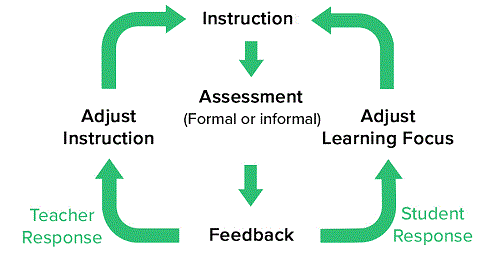 Instruction
Assessment
(Formal or informal)
Adjust
Instruction
Adjust
Learning Focus
Teacher
Response
Feedback
Student
Response